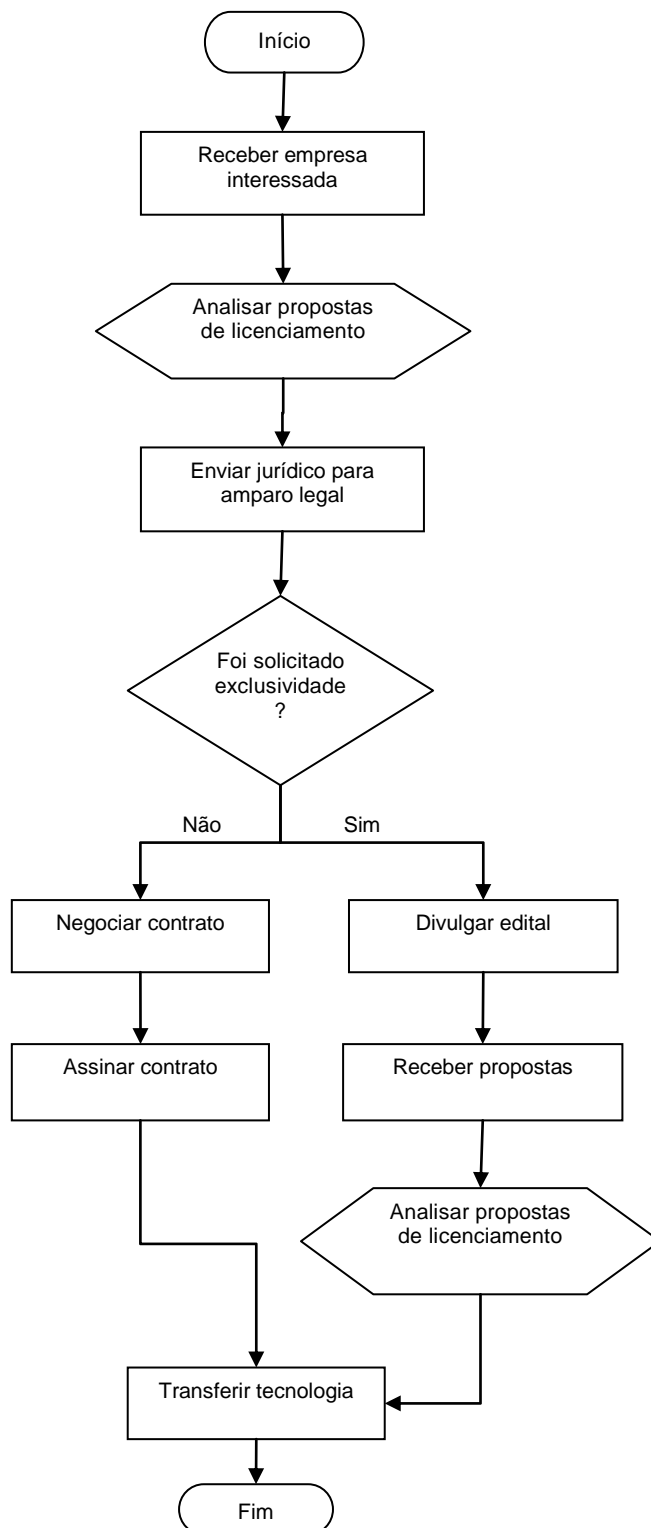 Início
Receber empresa
interessada
Analisar propostas
de licenciamento
Enviar jurídico para
amparo legal
Foi solicitado
exclusividade
?
Não
Sim
Negociar contrato
Divulgar edital
Assinar contrato
Receber propostas
Analisar propostas
de licenciamento
Transferir tecnologia
Fim